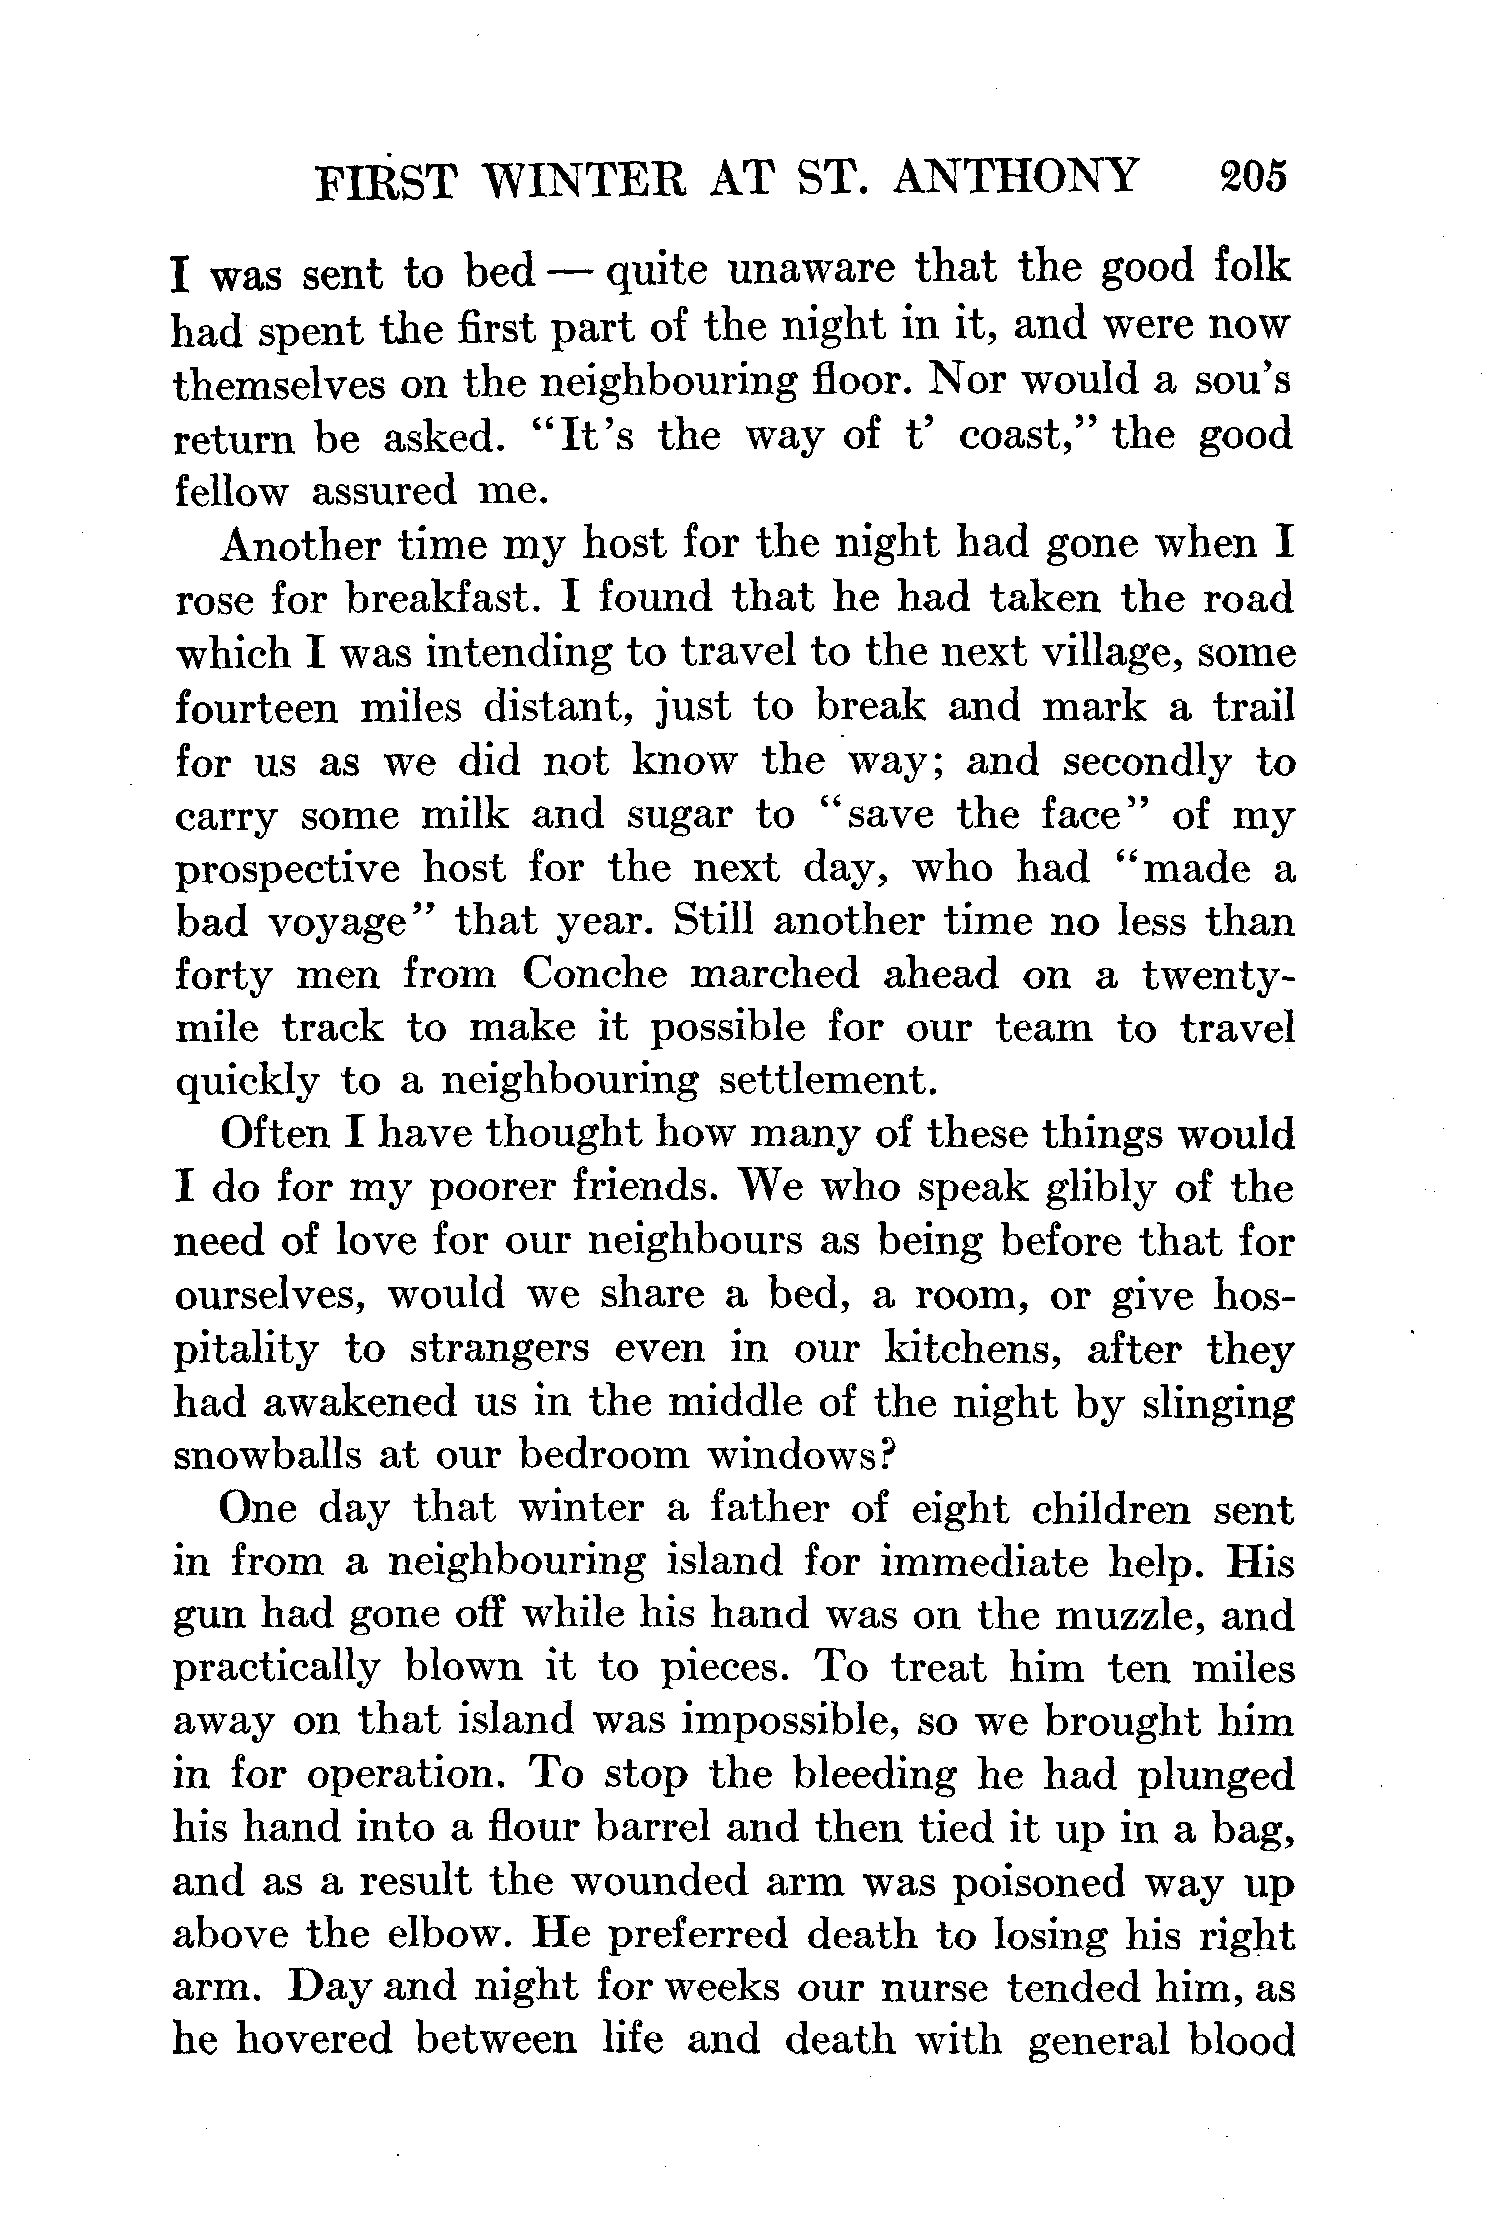 FIRST WINTER AT ST. ANTHONY 205
I was sent to bed — quite unaware that the good folk
had spent the first part of the night in it, and were now
themselves on the neighbouring floor. Nor would a sou's
return be asked. "It's the way of t' coast," the good
fellow assured me.
Another time my host for the night had gone when I
rose for breakfast. I found that he had taken the road
which I was intending to travel to the next village, some
fourteen miles distant, just to break and mark a trail
for us as we did not know the way; and secondly to
carry some milk and sugar to "save the face" of my
prospective host for the next day, who had "made a
bad voyage" that year. Still another time no less than
forty men from Conche marched ahead on a twenty-
mile track to make it possible for our team to travel
quickly to a neighbouring settlement.
Often I have thought how many of these things would
I do for my poorer friends. We who speak glibly of the
need of love for our neighbours as being before that for
ourselves, would we share a bed, a room, or give hos-
pitality to strangers even in our kitchens, after they
had awakened us in the middle of the night by slinging
snowballs at our bedroom windows?
One day that winter a father of eight children sent
in from a neighbouring island for immediate help. His
gun had gone off while his hand was on the muzzle, and
practically blown it to pieces. To treat him ten miles
away on that island was impossible, so we brought him
in for operation. To stop the bleeding he had plunged
his hand into a flour barrel and then tied it up in a bag,
and as a result the wounded arm was poisoned way up
above the elbow. He preferred death to losing his right
arm. Day and night for weeks our nurse tended him, as
he hovered between life and death with general blood